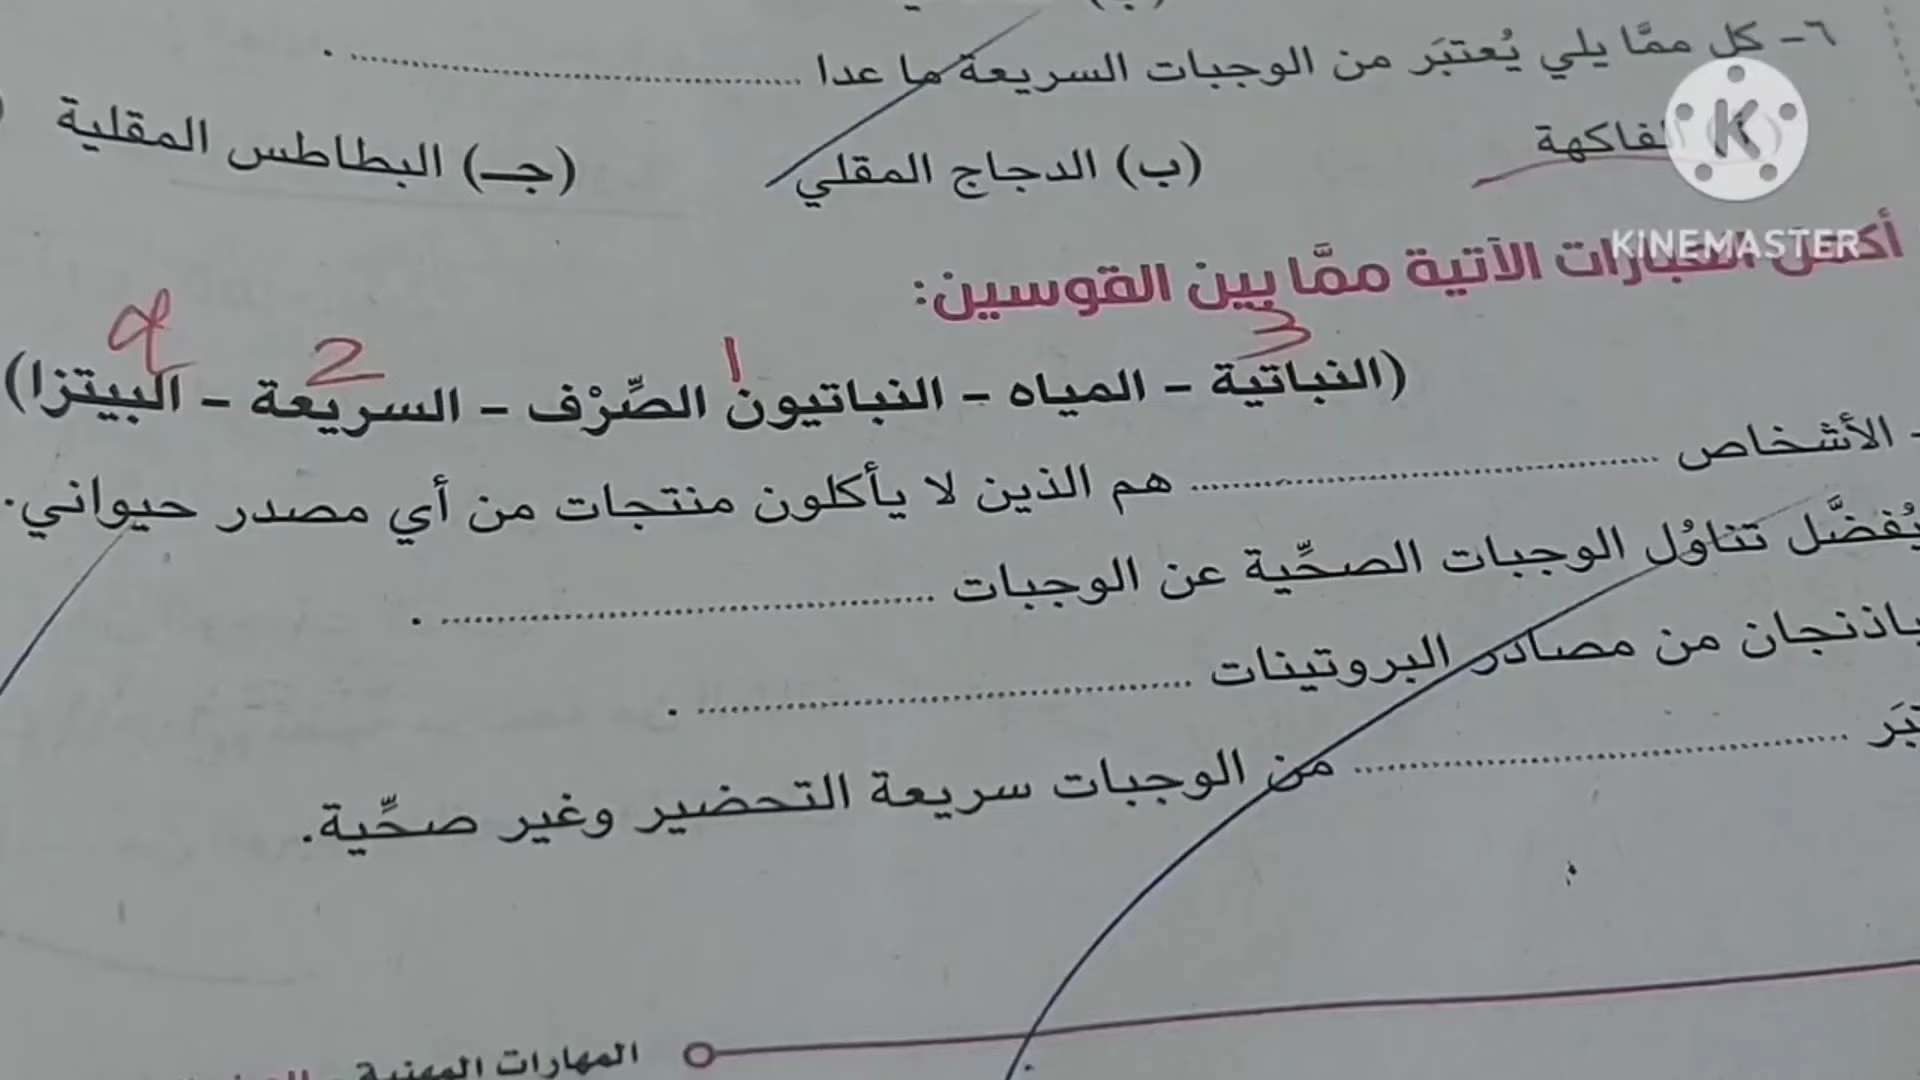 ٦- كل ممَّا يلي يُعتبَر من الوجبات السريعة ما عدا .................... .
الفاكهة (ب) الدجاج المقلي (جـ) البطاطس المقلية
KINEMASTER
أكمل العبارات الآتية ممَّا بين القوسين:
4 2 1 3
(النباتية - المياه - النباتيون الصِّرْف - السريعة - البيتزا)
- الأشخاص .................... هم الذين لا يأكلون منتجات من أي مصدر حيواني.
يُفضَّل تناوُل الوجبات الصحِّية عن الوجبات .................... .
باذنجان من مصادر البروتينات .................... .
.................... من الوجبات سريعة التحضير وغير صحِّية.
المهارات المهنية